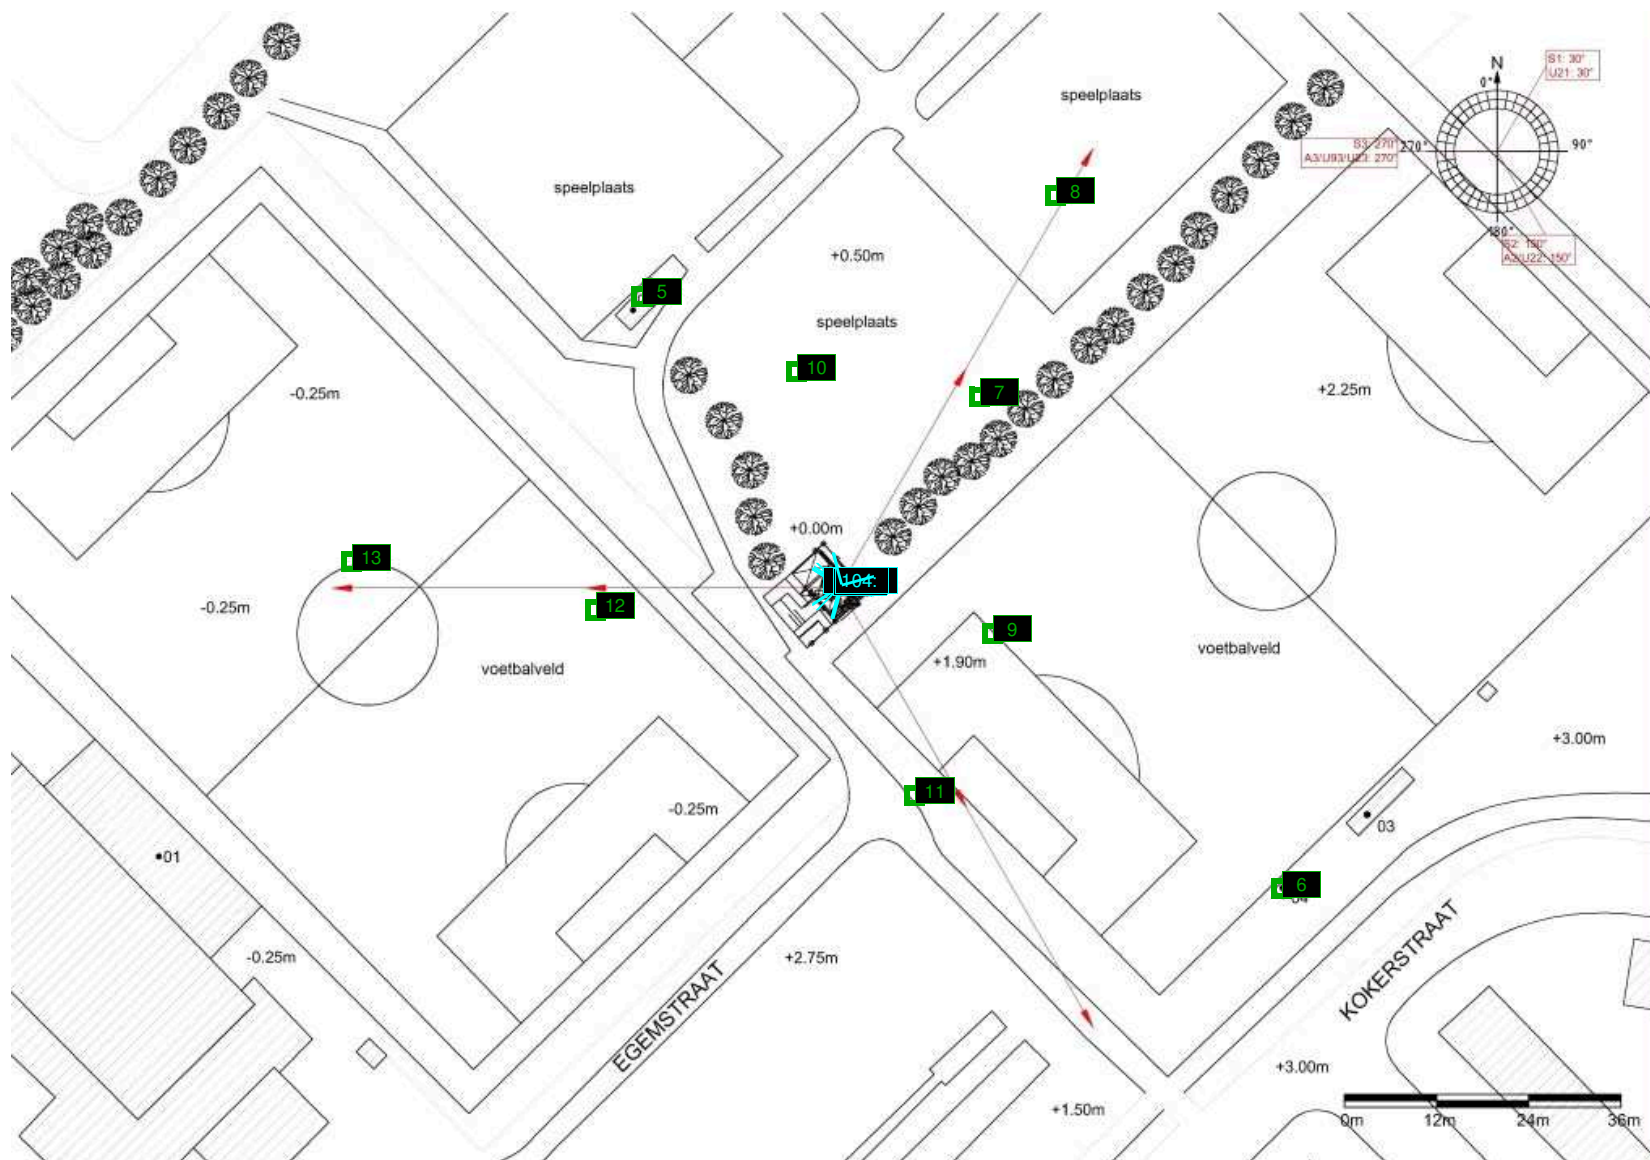 N
0°
S1: 30°
U21: 30°
speelplaats
S3: 270°
A3/U93/U23: 270°
270°
90°
180°
S2: 150°
A2/U22: 150°
speelplaats
8
+0.50m
5
speelplaats
10
-0.25m
7
+2.25m
+0.00m
13
104:
-0.25m
12
9
voetbalveld
+1.90m
voetbalveld
+3.00m
11
-0.25m
03
01
6
04
-0.25m
+2.75m
EGEMSTRAAT
KOKERSTRAAT
+3.00m
+1.50m
0m 12m 24m 36m